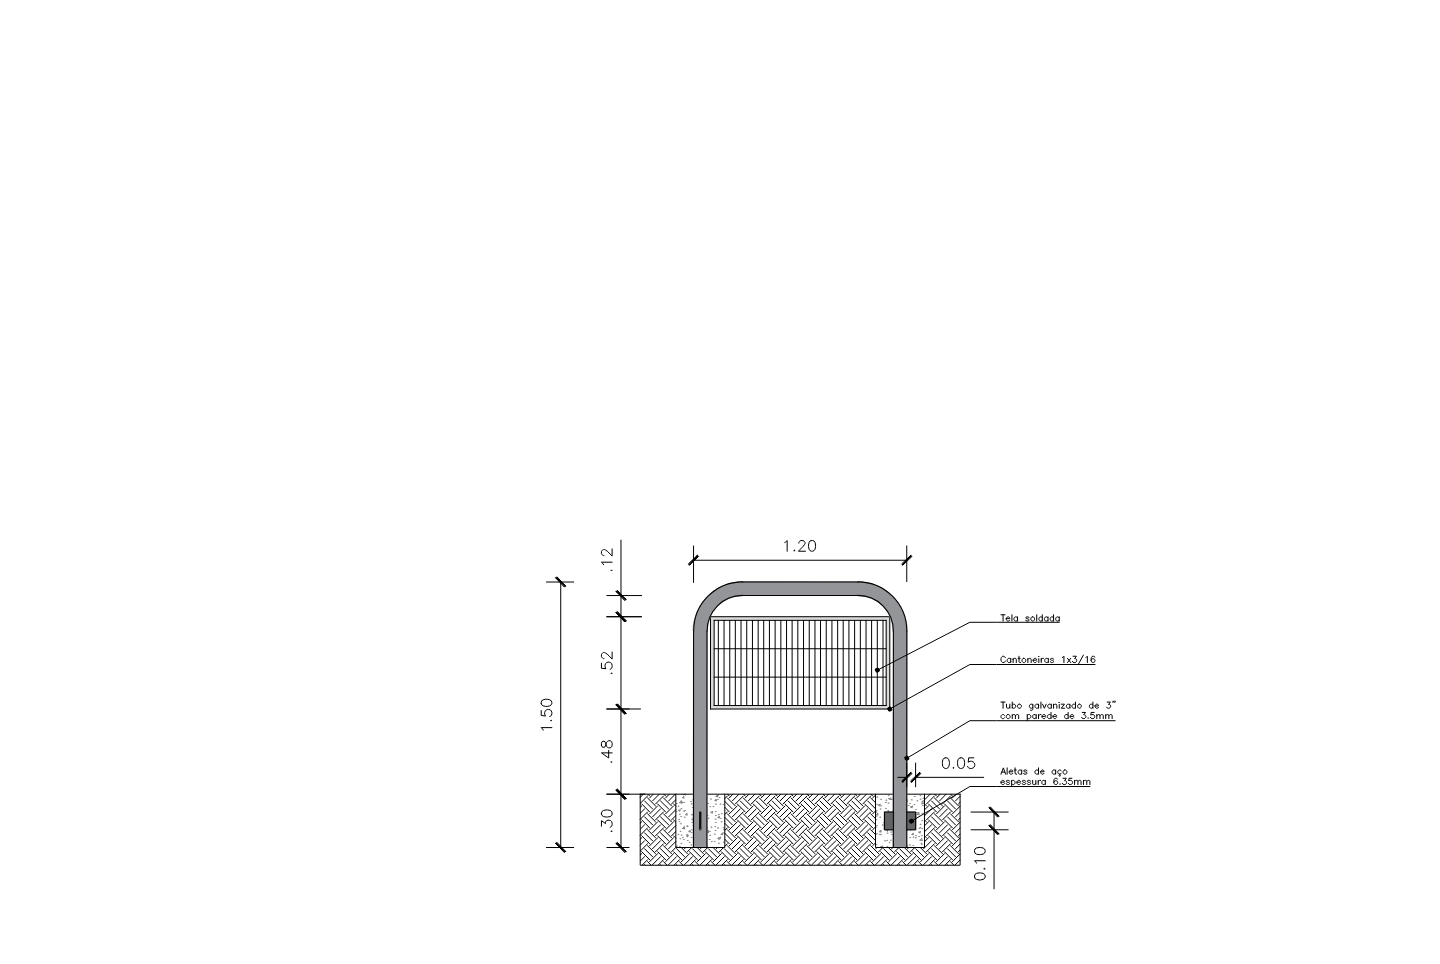 1.20
.12
.52
1.50
.48
.30
Tela soldada
Cantoneiras 1x3/16
Tubo galvanizado de 3"
com parede de 3.5mm
0.05
Aletas de aço
espessura 6.35mm
0.10